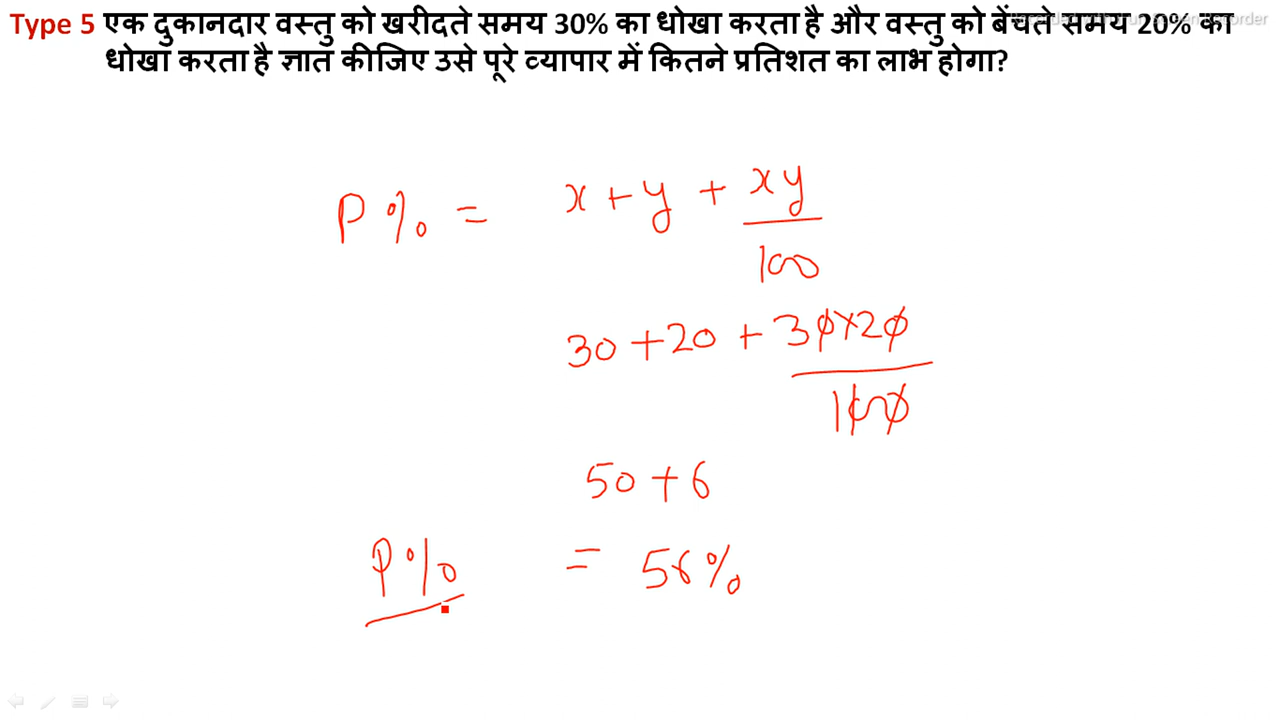 Type 5 एक दुकानदार वस्तु को खरीदते समय 30% का धोखा करता है और वस्तु को बेंचते समय 20% का
धोखा करता है ज्ञात कीजिए उसे पूरे व्यापार में कितने प्रतिशत का लाभ होगा?
P% = x + y + xy
100
30 + 20 + 30×20
100
50 + 6
P% = 56%